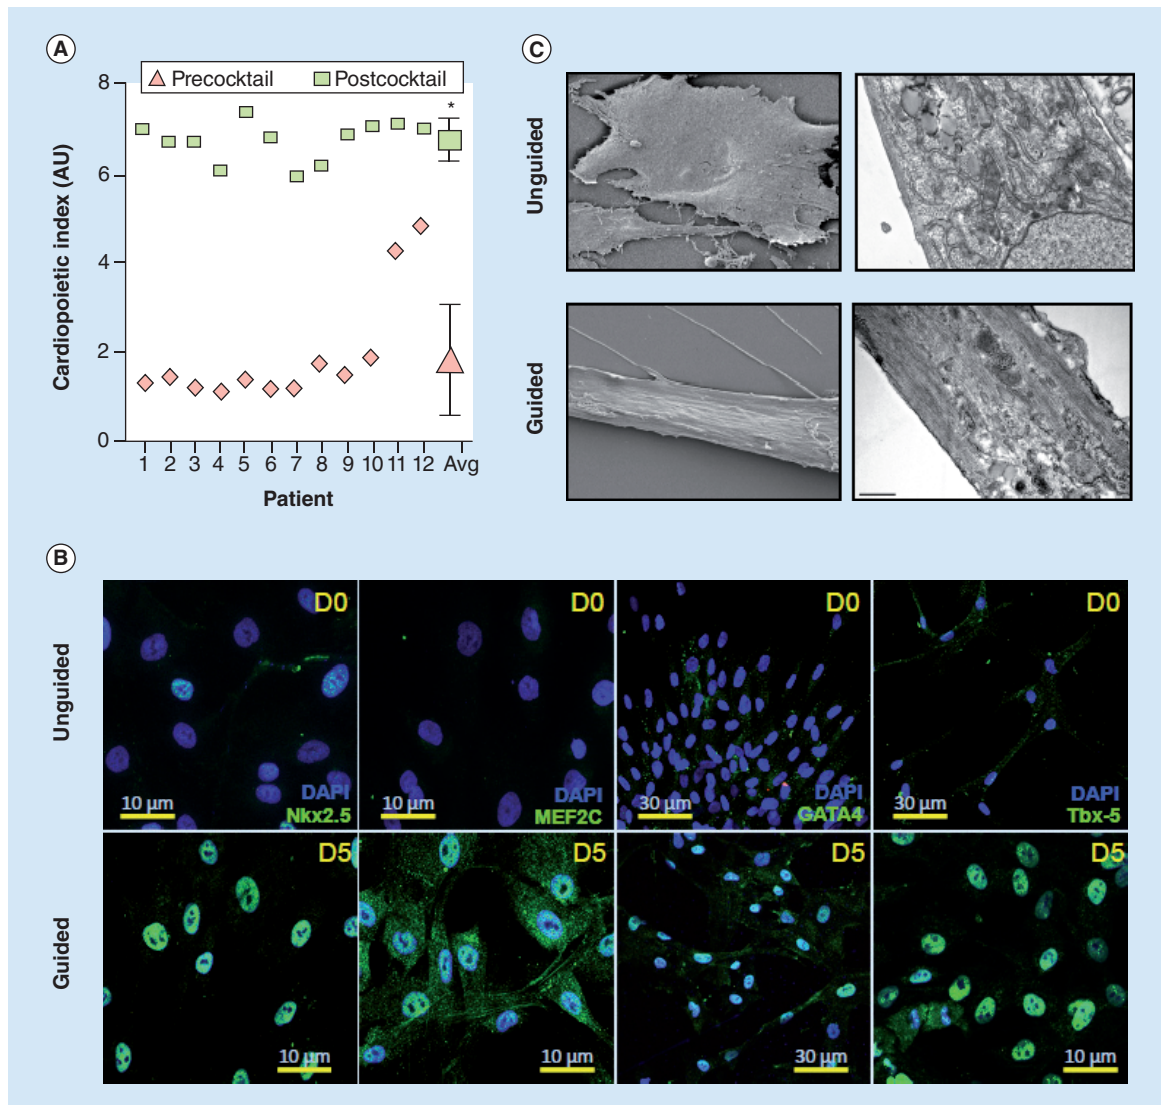 A
Precocktail
Postcocktail
*
8
6
4
2
0
Cardiopoietic index (AU)
1 2 3 4 5 6 7 8 9 10 11 12 Avg
Patient
C
Unguided
Guided
B
Unguided
D0
10 µm
DAPI
Nkx2.5
D0
10 µm
DAPI
MEF2C
D0
30 µm
DAPI
GATA4
D0
30 µm
DAPI
Tbx-5
Guided
D5
10 µm
D5
10 µm
D5
30 µm
D5
10 µm